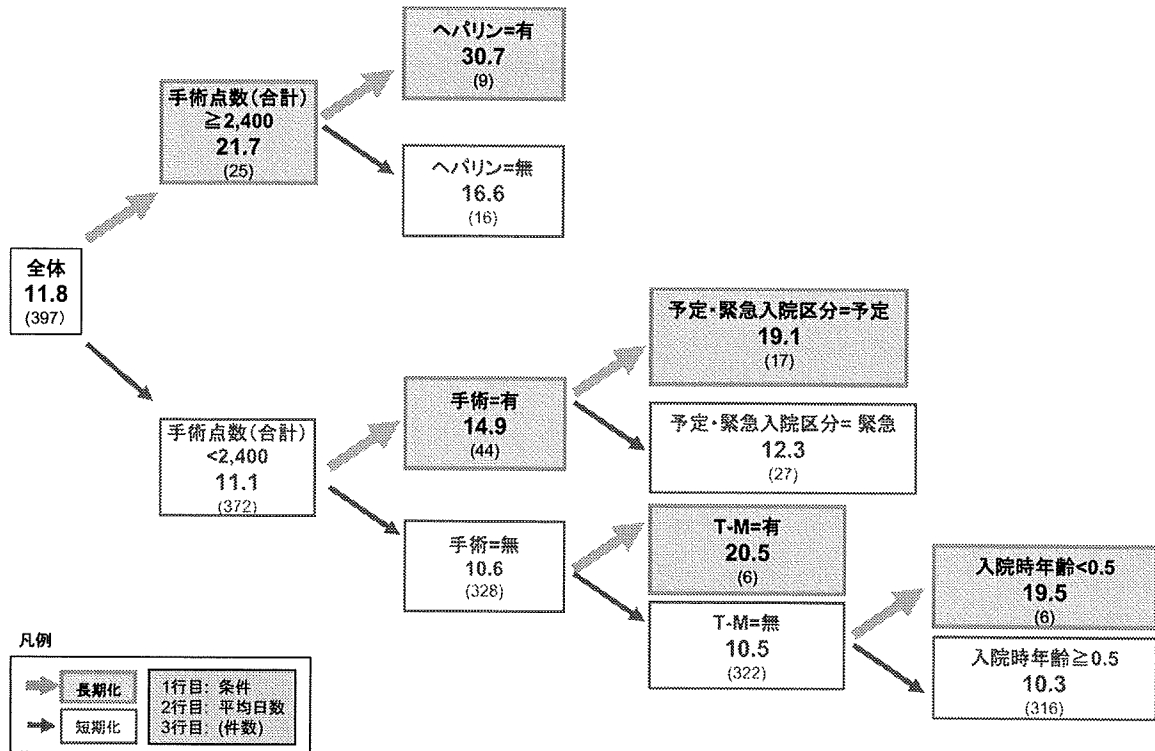 ヘパリン=有
30.7
(9)
手術点数(合計)
≧2,400
21.7
(25)
ヘパリン=無
16.6
(16)
全体
11.8
(397)
予定・緊急入院区分=予定
19.1
(17)
手術=有
14.9
(44)
予定・緊急入院区分= 緊急
12.3
(27)
手術点数(合計)
<2,400
11.1
(372)
手術=無
10.6
(328)
T-M=有
20.5
(6)
T-M=無
10.5
(322)
入院時年齢<0.5
19.5
(6)
入院時年齢≧0.5
10.3
(316)
凡例
長期化
短期化
1行目: 条件
2行目: 平均日数
3行目: (件数)